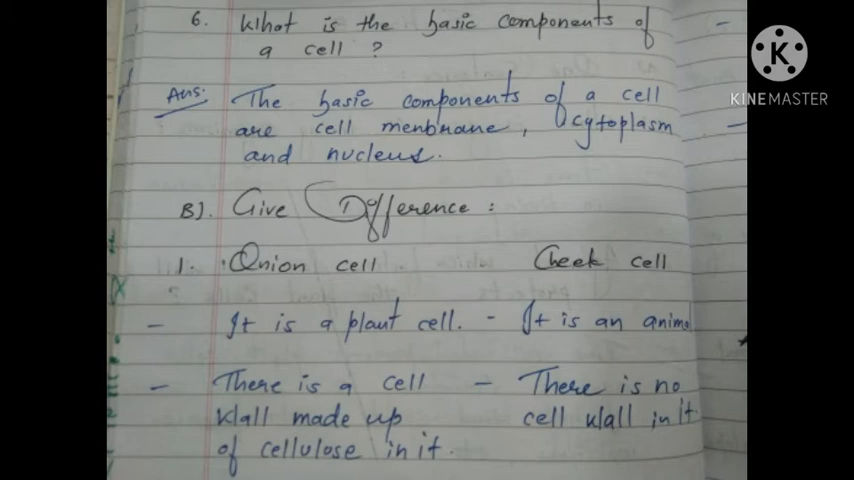 6. What is the basic components of
a cell ?
Ans. The basic components of a cell
are cell menbrane, cytoplasm
and nucleus.
B]. Give Difference :
1. Onion cell Cheek cell
- It is a plant cell. - It is an animal
- There is a cell - There is no
wall made up cell wall in it
of cellulose in it.
K
KINEMASTER